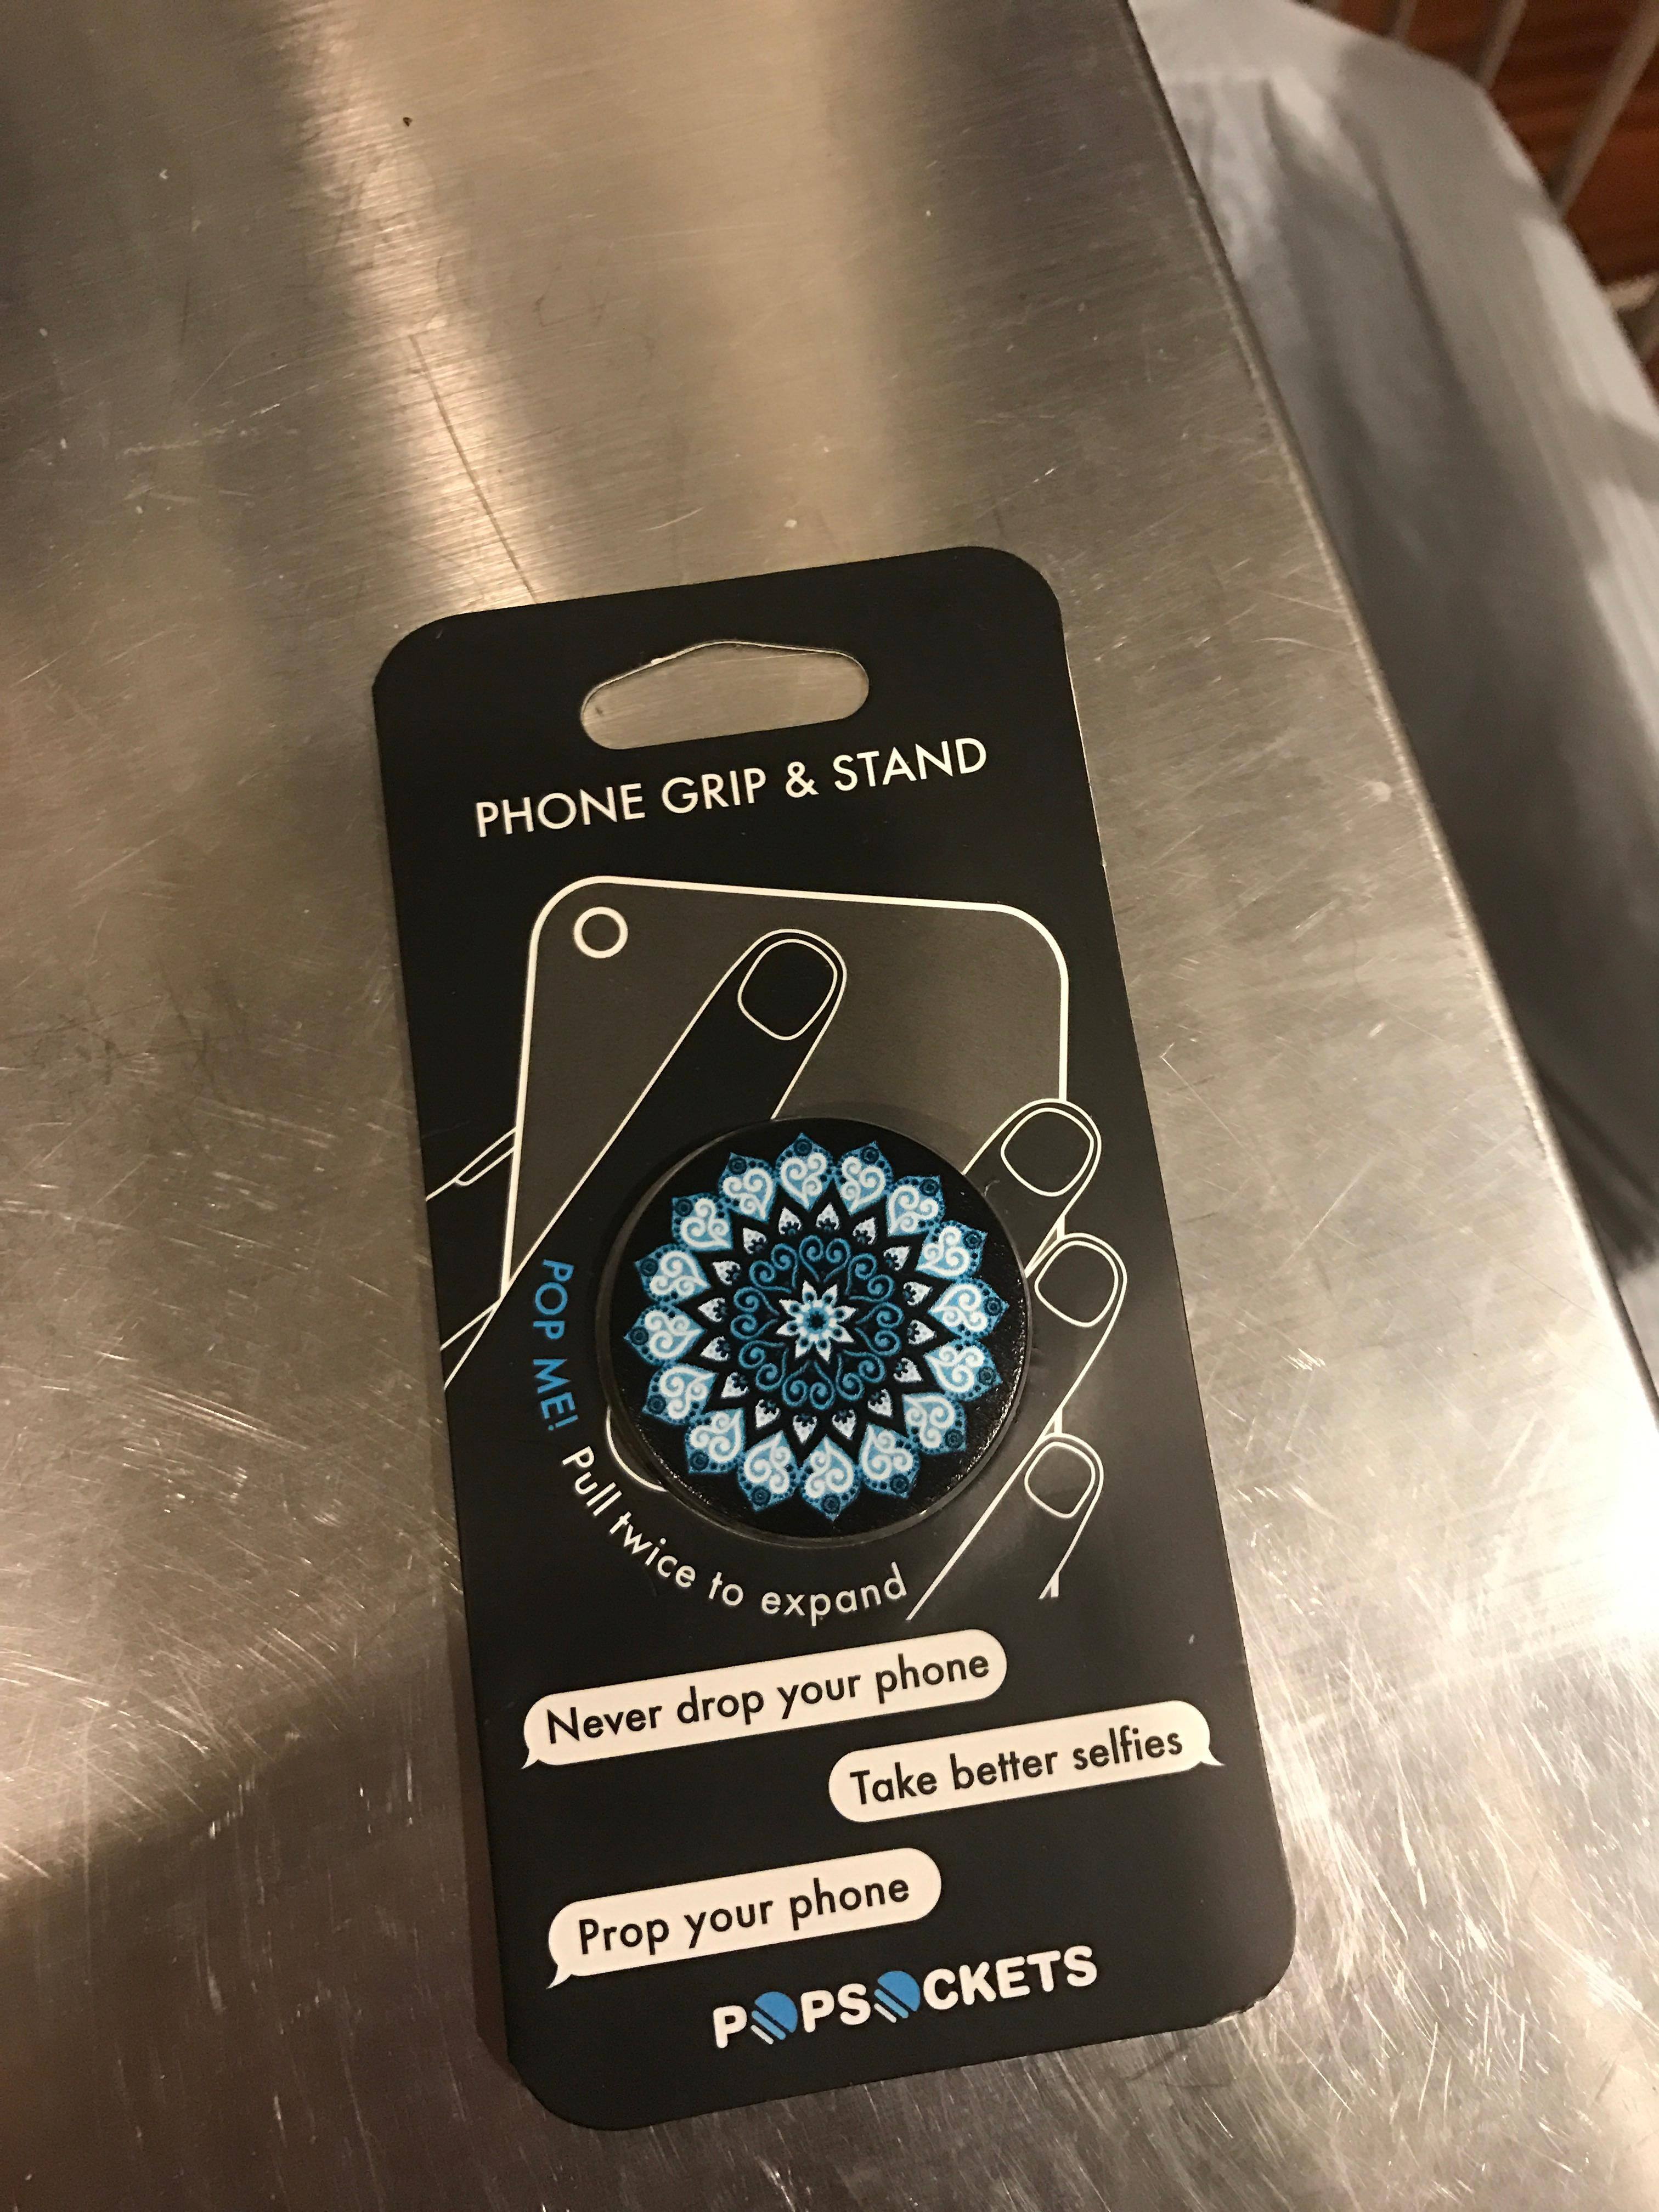 PHONE GRIP & STAND
POP ME! Pull twice to expand
Never drop your phone
Take better selfies
Prop your phone
POPSOCKETS